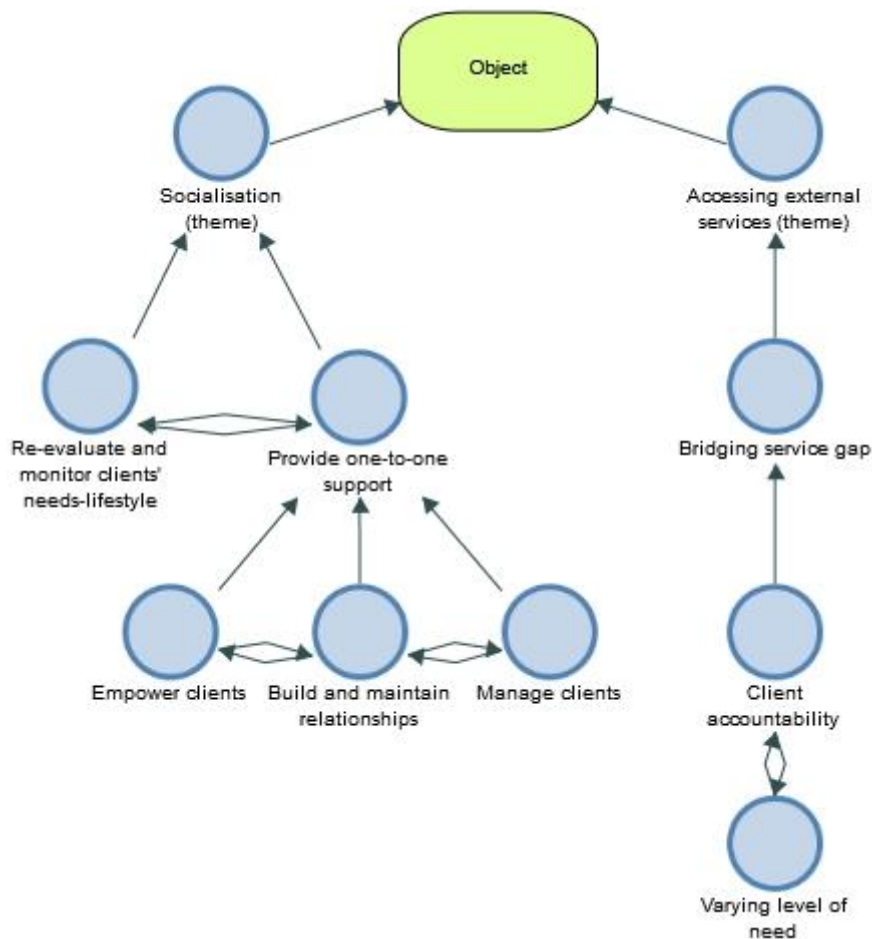 Object
Socialisation
(theme)
Accessing external
services (theme)
Re-evaluate and
monitor clients'
needs-lifestyle
Provide one-to-one
support
Bridging service gap
Empower clients
Build and maintain
relationships
Manage clients
Client
accountability
Varying level of
need